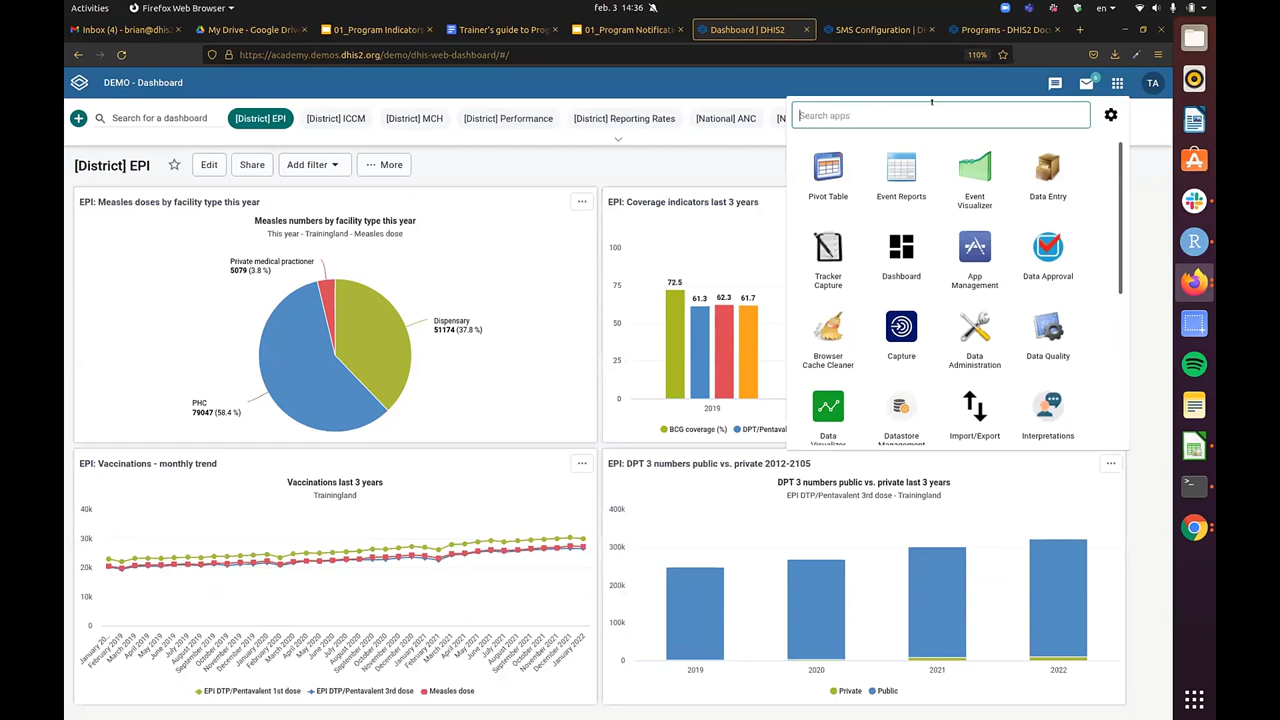 Activities
Firefox Web Browser
feb. 3 14:36
en
Inbox (4) - brian@dhis
My Drive - Google Driv
01_Program Indicators
Trainer's guide to Prog
01_Program Notificati
Dashboard | DHIS2
SMS Configuration | DH
Programs - DHIS2 Doc
https://academy.demos.dhis2.org/demo/dhis-web-dashboard/#/
110%
DEMO - Dashboard
TA
Search for a dashboard
[District] EPI
[District] ICCM
[District] MCH
[District] Performance
[District] Reporting Rates
[National] ANC
[N
Search apps
[District] EPI
Edit
Share
Add filter
More
Pivot Table
Event Reports
Event
Visualizer
Data Entry
Tracker
Capture
Dashboard
App
Management
Data Approval
Browser
Cache Cleaner
Capture
Data
Administration
Data Quality
Data
Visualizer
Datastore
Management
Import/Export
Interpretations
EPI: Measles doses by facility type this year
Measles numbers by facility type this year
This year - Trainingland - Measles dose
Private medical practioner
5079 (3.8 %)
Dispensary
51174 (37.8 %)
PHC
79047 (58.4 %)
EPI: Coverage indicators last 3 years
100
75
50
25
0
72.5
61.3
62.3
61.7
2019
BCG coverage (%)
DPT/Pentaval
EPI: Vaccinations - monthly trend
Vaccinations last 3 years
Trainingland
40k
30k
20k
10k
0
EPI DTP/Pentavalent 1st dose
EPI DTP/Pentavalent 3rd dose
Measles dose
EPI: DPT 3 numbers public vs. private 2012-2105
DPT 3 numbers public vs. private last 3 years
EPI DTP/Pentavalent 3rd dose - Trainingland
400k
300k
200k
100k
0
2019
2020
2021
2022
Private
Public